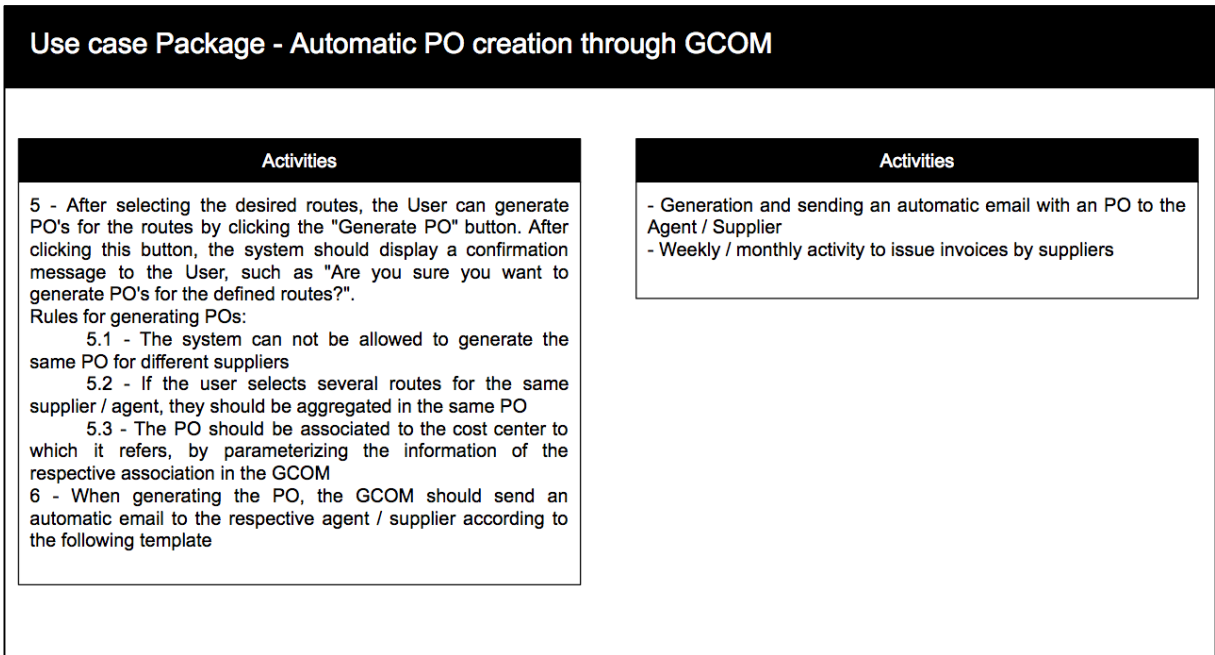 Use case Package - Automatic PO creation through GCOM
Activities
5 - After selecting the desired routes, the User can generate
PO's for the routes by clicking the "Generate PO" button. After
clicking this button, the system should display a confirmation
message to the User, such as "Are you sure you want to
generate PO's for the defined routes?".
Rules for generating POs:
5.1 - The system can not be allowed to generate the
same PO for different suppliers
5.2 - If the user selects several routes for the same
supplier / agent, they should be aggregated in the same PO
5.3 - The PO should be associated to the cost center to
which it refers, by parameterizing the information of the
respective association in the GCOM
6 - When generating the PO, the GCOM should send an
automatic email to the respective agent / supplier according to
the following template
Activities
- Generation and sending an automatic email with an PO to the
Agent / Supplier
- Weekly / monthly activity to issue invoices by suppliers